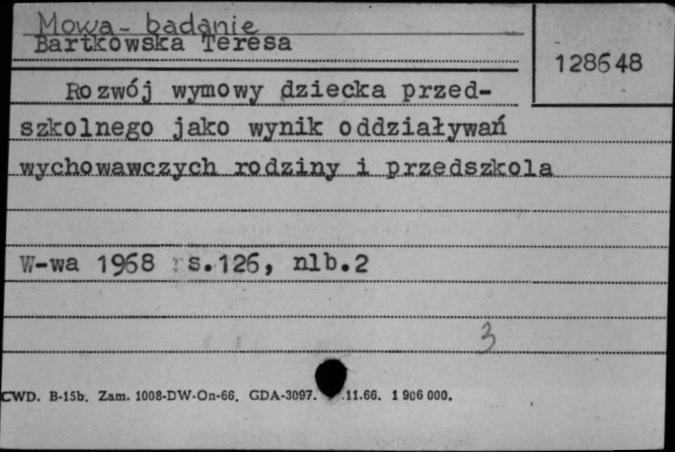 Mowa - badanie
Bartkowska Teresa
128648
Rozwój wymowy dziecka przed-
szkolnego jako wynik oddziaływań
wychowawczych rodziny i przedszkola
W-wa 1968 s.126, nlb.2
3
CWD. B-15b. Zam. 1008-DW-On-66. GDA-3097. .11.66. 1 906 000.